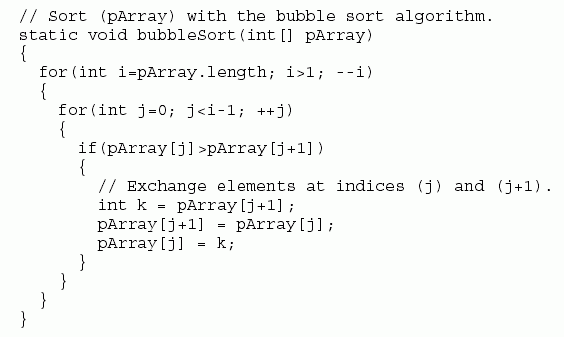 // Sort (pArray) with the bubble sort algorithm.
static void bubbleSort(int[] pArray)
{
  for(int i=pArray.length; i>1; --i)
  {
    for(int j=0; j<i-1; ++j)
    {
      if(pArray[j]>pArray[j+1])
      {
        // Exchange elements at indices (j) and (j+1).
        int k = pArray[j+1];
        pArray[j+1] = pArray[j];
        pArray[j] = k;
      }
    }
  }
}